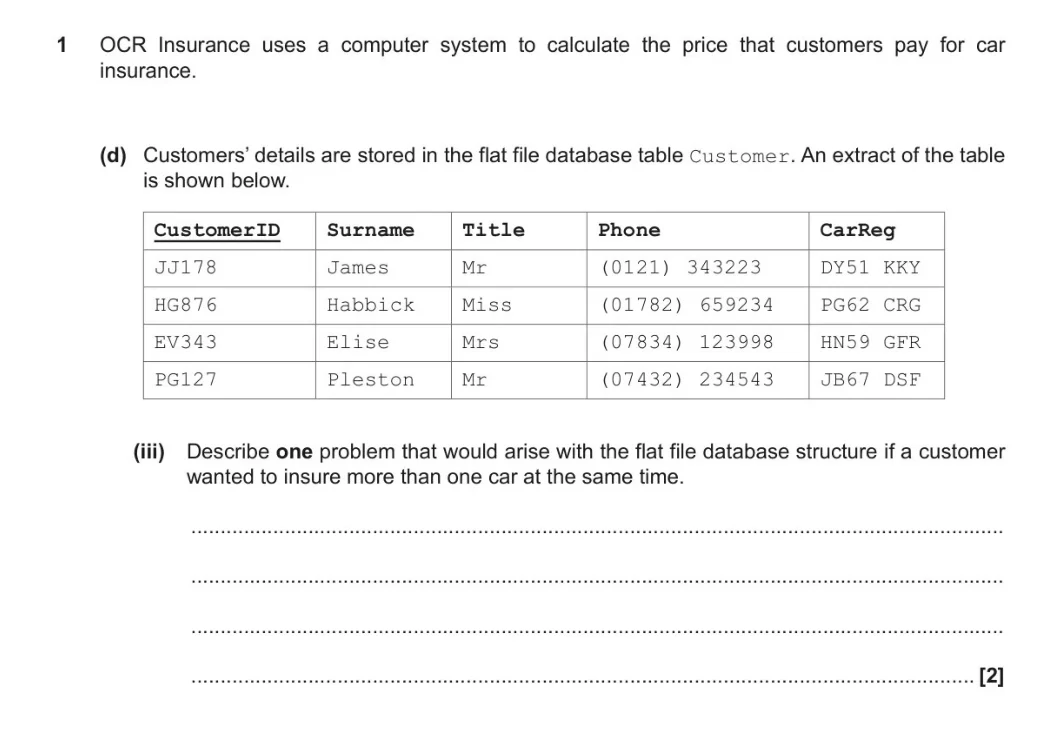 1 OCR Insurance uses a computer system to calculate the price that customers pay for car
insurance.
(d) Customers' details are stored in the flat file database table Customer. An extract of the table
is shown below.
CustomerID Surname Title Phone CarReg
JJ178 James Mr (0121) 343223 DY51 KKY
HG876 Habbick Miss (01782) 659234 PG62 CRG
EV343 Elise Mrs (07834) 123998 HN59 GFR
PG127 Pleston Mr (07432) 234543 JB67 DSF
(iii) Describe one problem that would arise with the flat file database structure if a customer
wanted to insure more than one car at the same time.
[2]